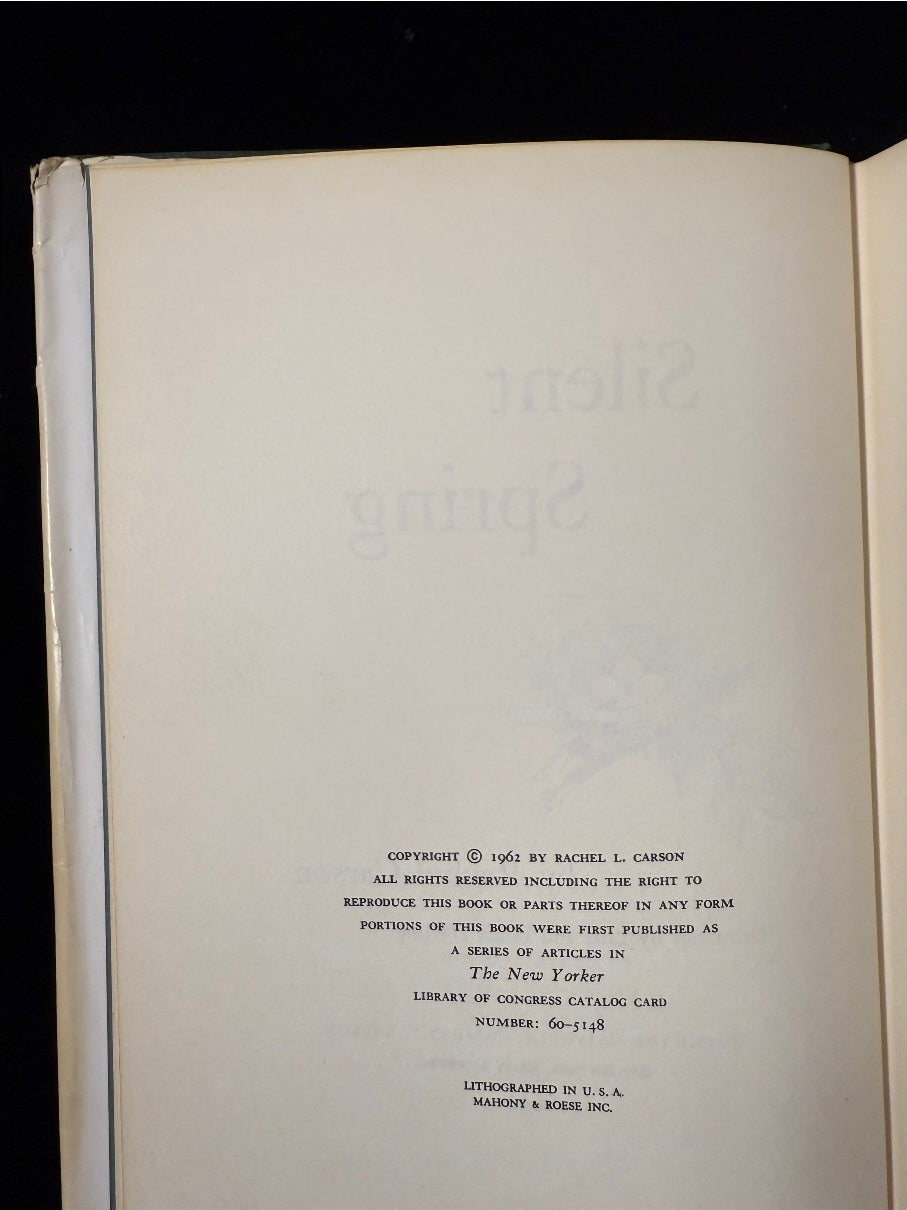 Silent
Spring
COPYRIGHT © 1962 BY RACHEL L. CARSON
ALL RIGHTS RESERVED INCLUDING THE RIGHT TO
REPRODUCE THIS BOOK OR PARTS THEREOF IN ANY FORM
PORTIONS OF THIS BOOK WERE FIRST PUBLISHED AS
A SERIES OF ARTICLES IN
The New Yorker
LIBRARY OF CONGRESS CATALOG CARD
NUMBER: 60–5148
LITHOGRAPHED IN U. S. A.
MAHONY & ROESE INC.